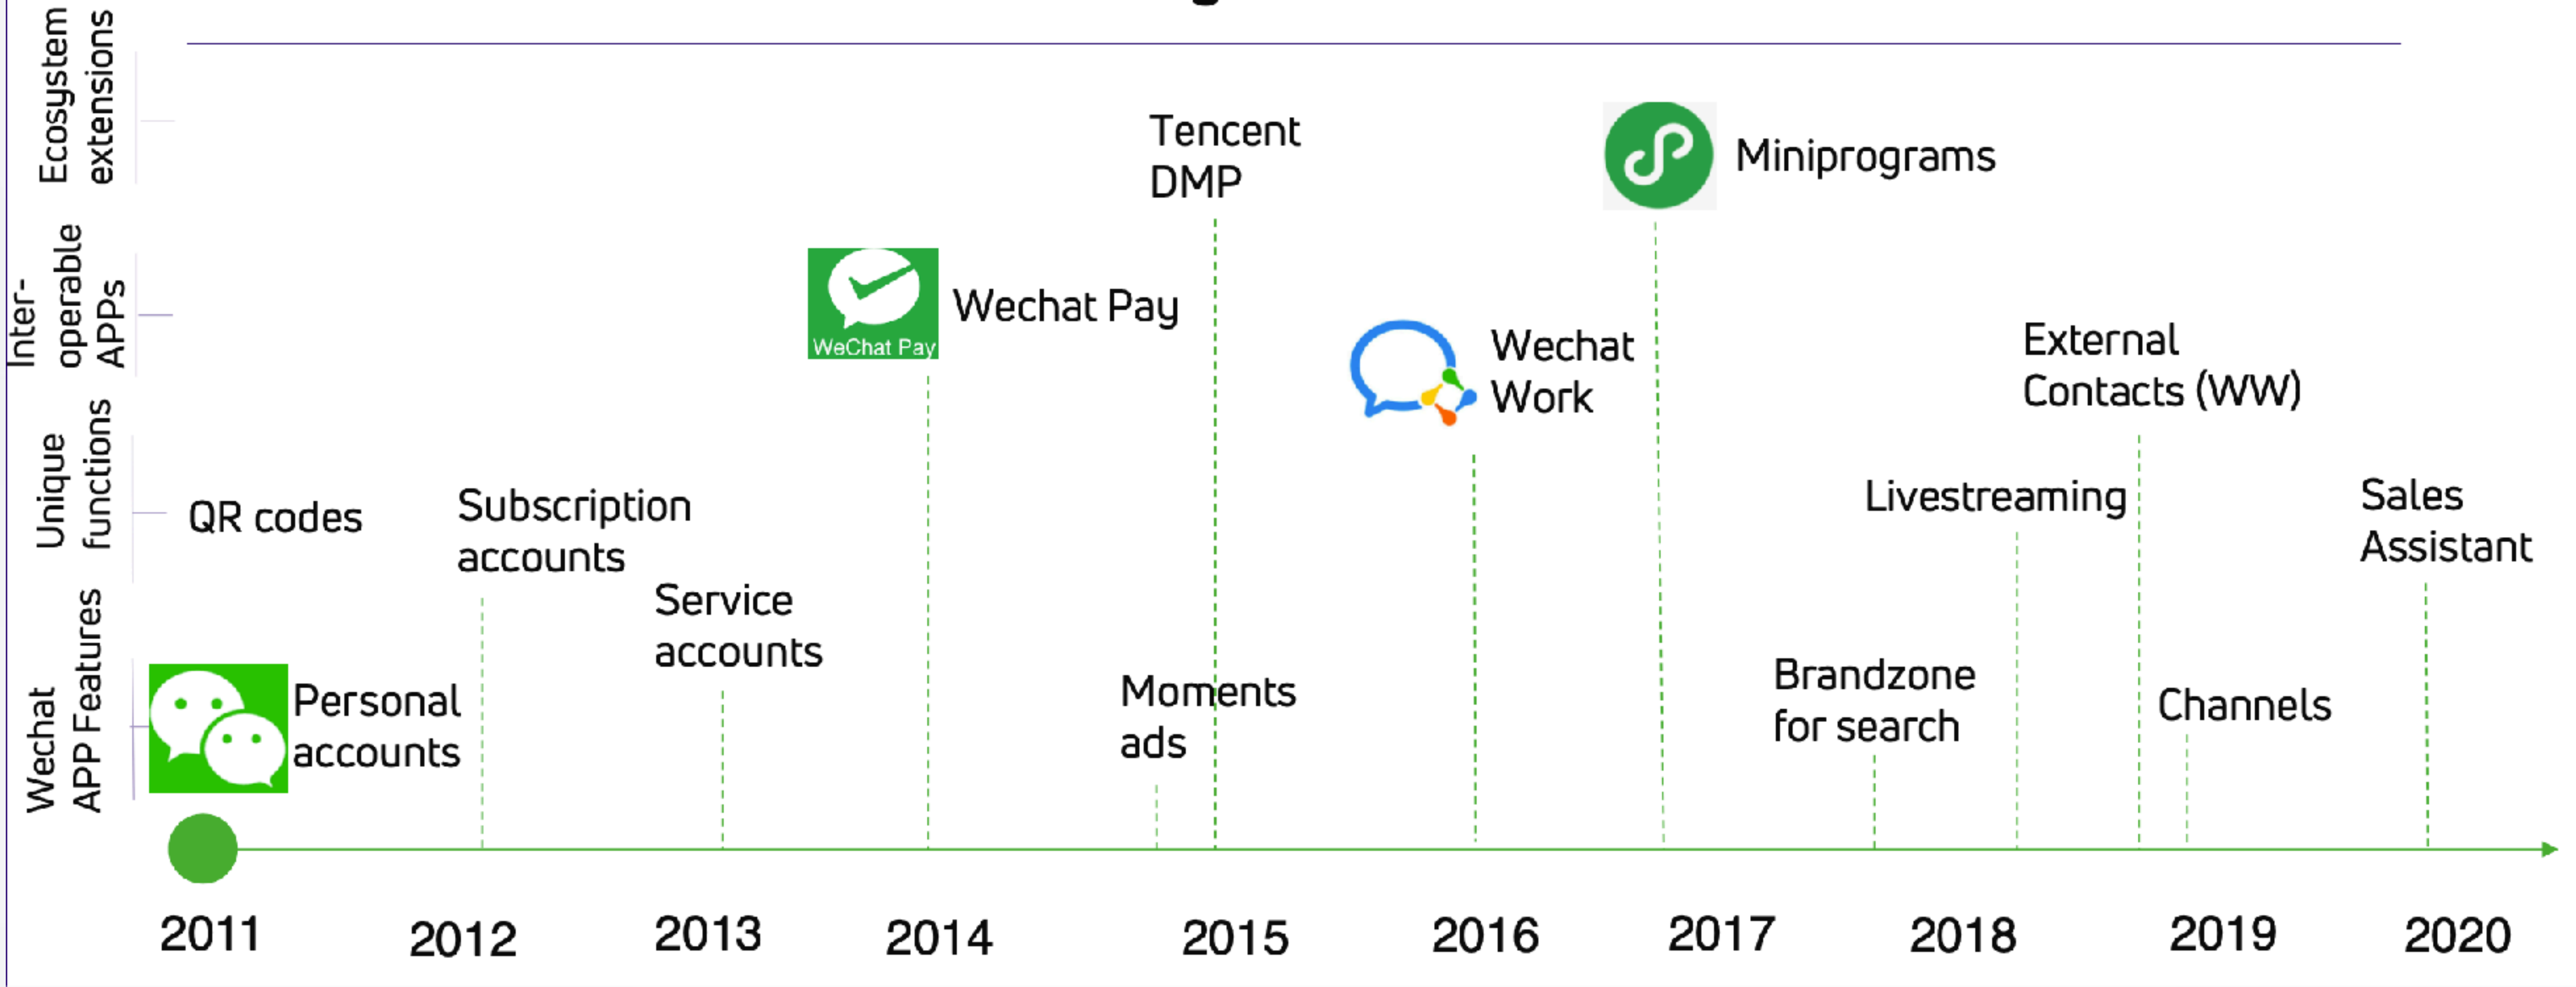 Ecosystem
extensions
Tencent
DMP
Miniprograms
Inter-
operable
APPs
WeChat Pay
Wechat Pay
Wechat
Work
External
Contacts (WW)
Unique
functions
QR codes
Subscription
accounts
Livestreaming
Sales
Assistant
Service
accounts
Wechat
APP Features
Personal
accounts
Moments
ads
Brandzone
for search
Channels
2011
2012
2013
2014
2015
2016
2017
2018
2019
2020